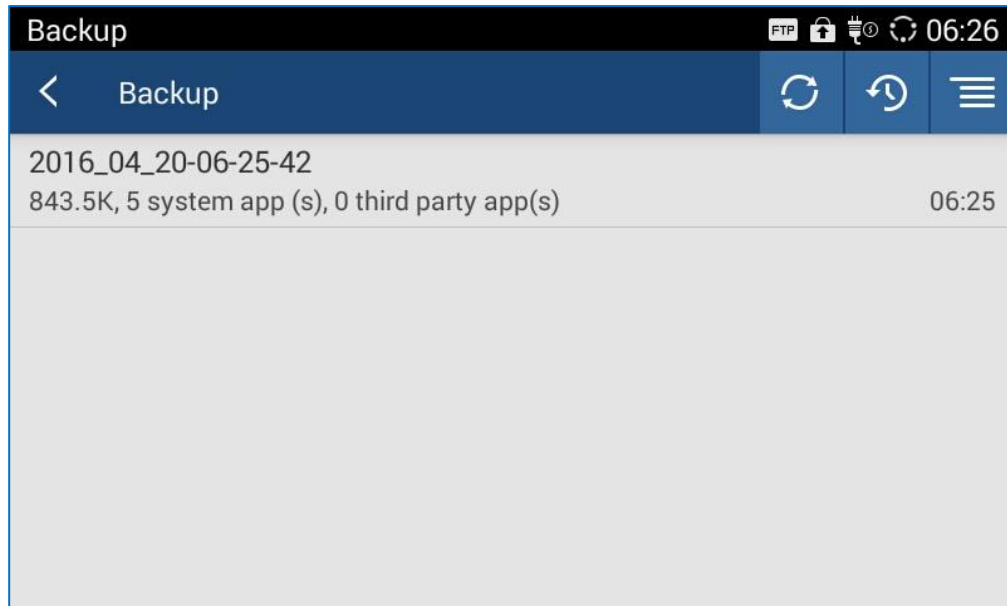 Backup
FTP
06:26
Backup
2016_04_20-06-25-42
843.5K, 5 system app (s), 0 third party app(s)
06:25